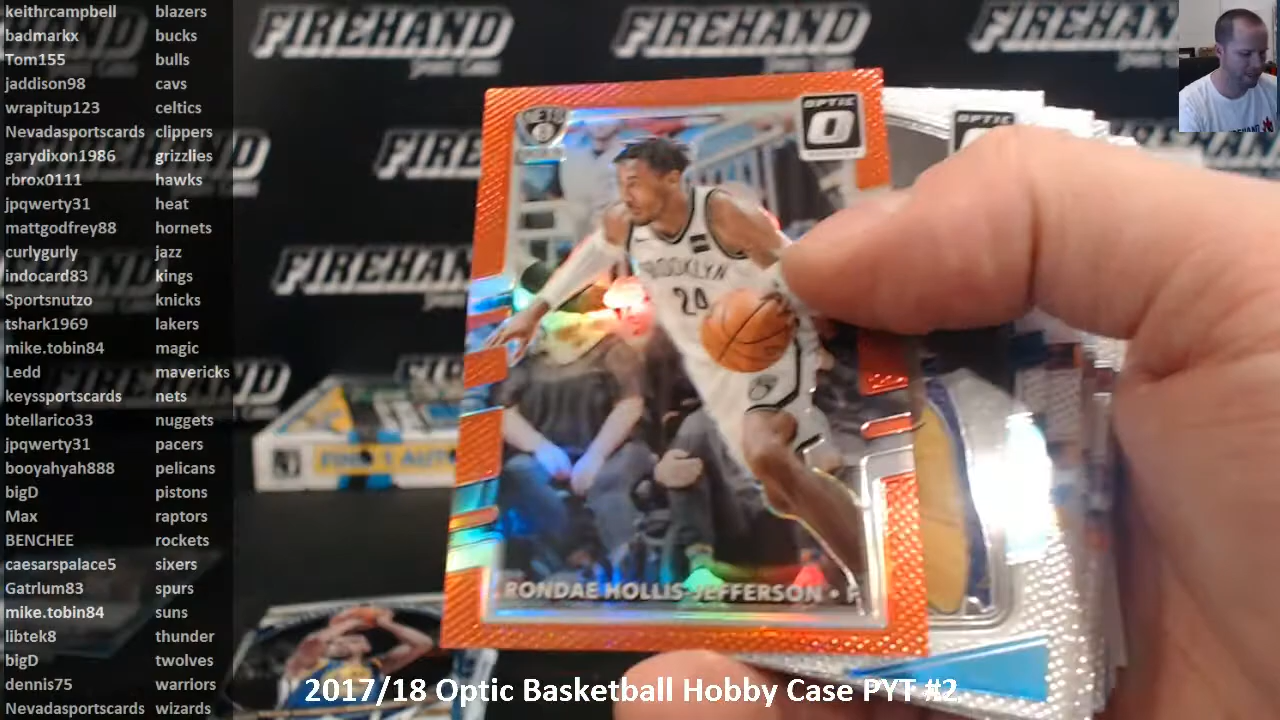 keithrcampbell blazers
badmarkx bucks
Tom155 bulls
jaddison98 cavs
wrapitup123 celtics
Nevadasportscards clippers
garydixon1986 grizzlies
rbrox0111 hawks
jpqwerty31 heat
mattgodfrey88 hornets
curlygurly jazz
indocard83 kings
Sportsnutzo knicks
tshark1969 lakers
mike.tobin84 magic
Ledd mavericks
keyssportscards nets
btellarico33 nuggets
jpqwerty31 pacers
booyahyah888 pelicans
bigD pistons
Max raptors
BENCHEE rockets
caesarspalace5 sixers
Gatrium83 spurs
mike.tobin84 suns
libtek8 thunder
bigD twolves
dennis75 warriors
Nevadasportscards wizards
FIREHAND FIREHAND FIREHAND
FIREHAND
FIREHAND
NETS
OPTIC
OPTIC
BROOKLYN
24
RONDAE HOLLIS-JEFFERSON • F
2017/18 Optic Basketball Hobby Case PYT #2